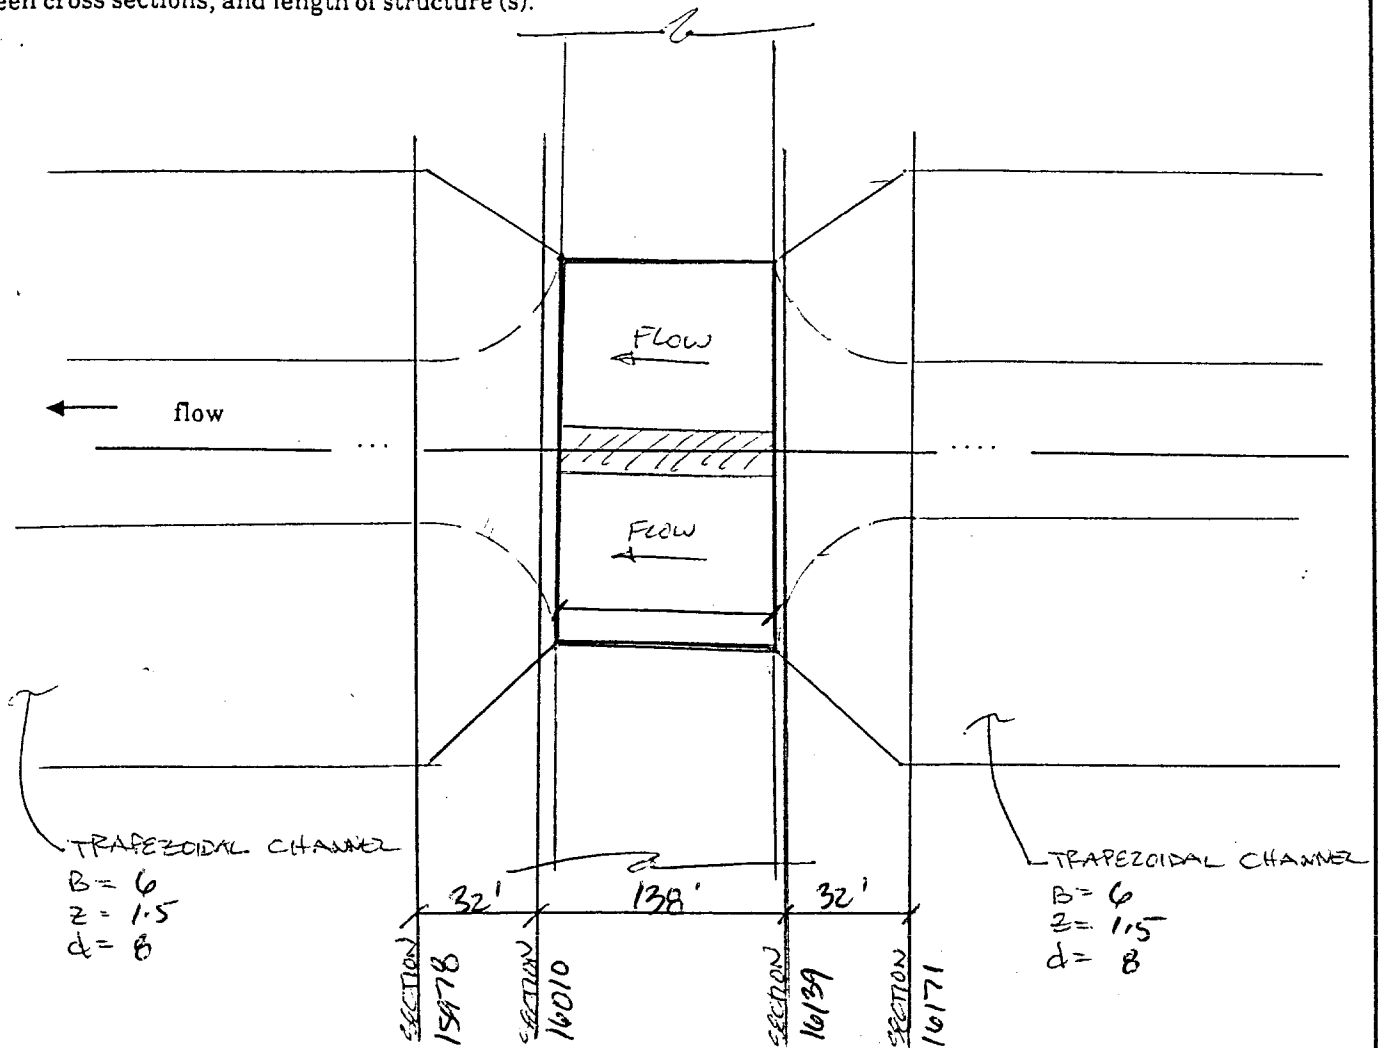 een cross sections, and length of structure (s).
FLOW
flow
FLOW
TRAPEZOIDAL CHANNEL
B = 6
Z = 1.5
d = 8
TRAPEZOIDAL CHANNEL
B = 6
Z = 1.5
d = 8
32' 138' 32'
SECTION
15978
SECTION
16010
SECTION
16139
SECTION
16171